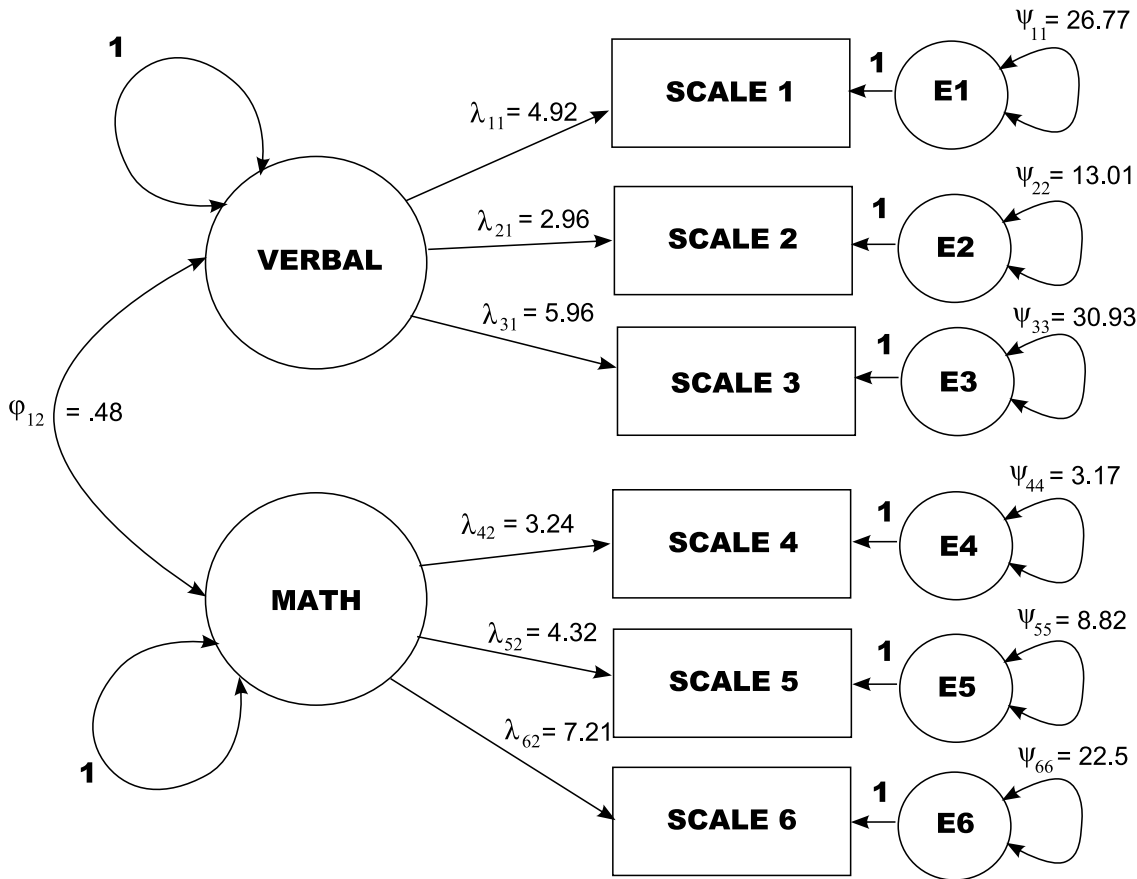 1
VERBAL
λ11 = 4.92
SCALE 1
1
E1
Ψ11 = 26.77
λ21 = 2.96
SCALE 2
1
E2
Ψ22 = 13.01
λ31 = 5.96
SCALE 3
1
E3
Ψ33 = 30.93
φ12 = .48
MATH
1
λ42 = 3.24
SCALE 4
1
E4
Ψ44 = 3.17
λ52 = 4.32
SCALE 5
1
E5
Ψ55 = 8.82
λ62 = 7.21
SCALE 6
1
E6
Ψ66 = 22.5